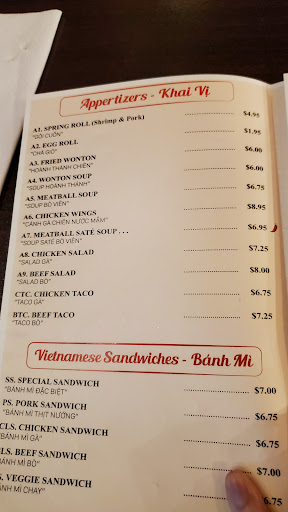 Appertizers - Khai Vị
A1. SPRING ROLL (Shrimp & Pork) $4.95
"GỎI CUỐN"
A2. EGG ROLL $1.95
"CHẢ GIÒ"
A3. FRIED WONTON $6.00
"HOÀNH THÁNH CHIÊN"
A4. WONTON SOUP $6.00
"SOUP HOÀNH THÁNH"
A5. MEATBALL SOUP $6.75
"SOUP BÒ VIÊN"
A6. CHICKEN WINGS $8.95
"CÁNH GÀ CHIÊN NƯỚC MẮM"
A7. MEATBALL SATÉ SOUP . . . $6.95
"SOUP SATÉ BÒ VIÊN"
A8. CHICKEN SALAD $7.25
"SALAD GÀ"
A9. BEEF SALAD $8.00
"SALAD BÒ"
CTC. CHICKEN TACO $6.75
"TACO GÀ"
BTC. BEEF TACO $7.25
"TACO BÒ"
Vietnamese Sandwiches - Bánh Mì
SS. SPECIAL SANDWICH $7.00
"BÁNH MÌ ĐẶC BIỆT"
PS. PORK SANDWICH $6.75
"BÁNH MÌ THỊT NƯỚNG"
CLS. CHICKEN SANDWICH $6.75
"BÁNH MÌ GÀ"
LS. BEEF SANDWICH $7.00
BÁNH MÌ BÒ"
. VEGGIE SANDWICH $6.75
ÁNH MÌ CHAY"